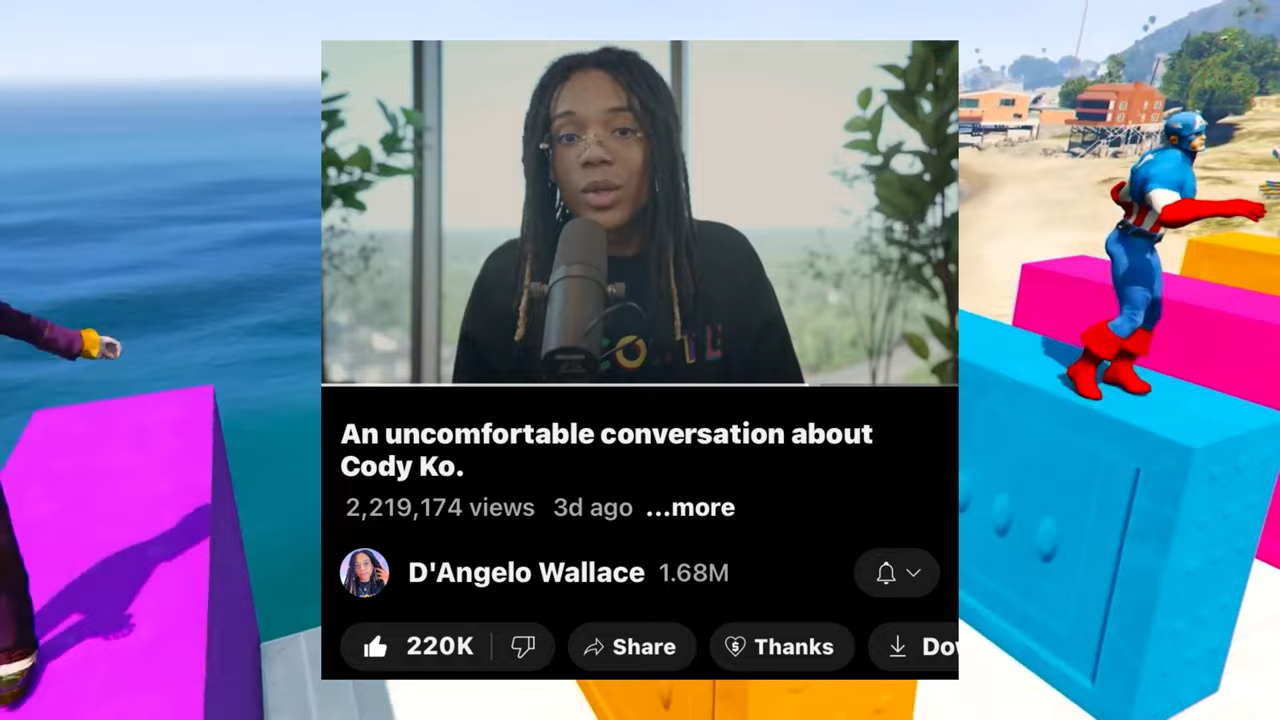 An uncomfortable conversation about
Cody Ko.
2,219,174 views 3d ago ...more
D'Angelo Wallace 1.68M
220K Share Thanks Dow